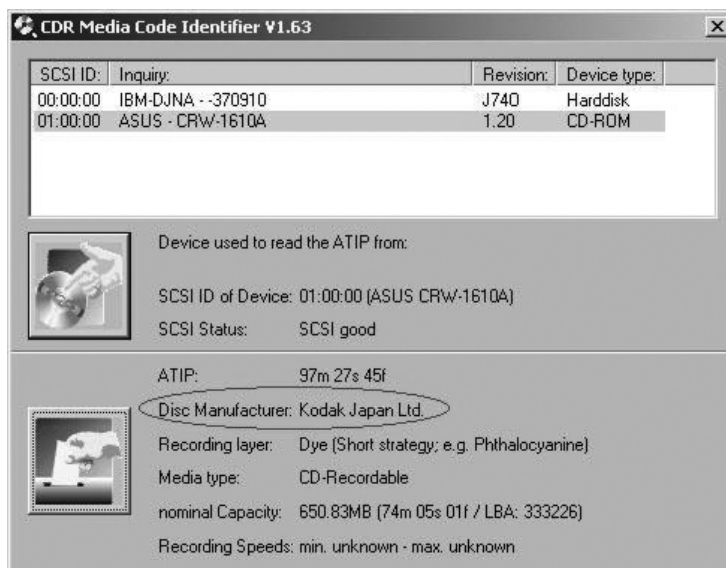 CDR Media Code Identifier V1.63
SCSI ID: Inquiry: Revision: Device type:
00:00:00 IBM-DJNA - -370910 J740 Harddisk
01:00:00 ASUS - CRW-1610A 1.20 CD-ROM
Device used to read the ATIP from:
SCSI ID of Device: 01:00:00 (ASUS CRW-1610A)
SCSI Status: SCSI good
ATIP: 97m 27s 45f
Disc Manufacturer: Kodak Japan Ltd.
Recording layer: Dye (Short strategy; e.g. Phthalocyanine)
Media type: CD-Recordable
nominal Capacity: 650.83MB (74m 05s 01f / LBA: 333226)
Recording Speeds: min. unknown - max. unknown